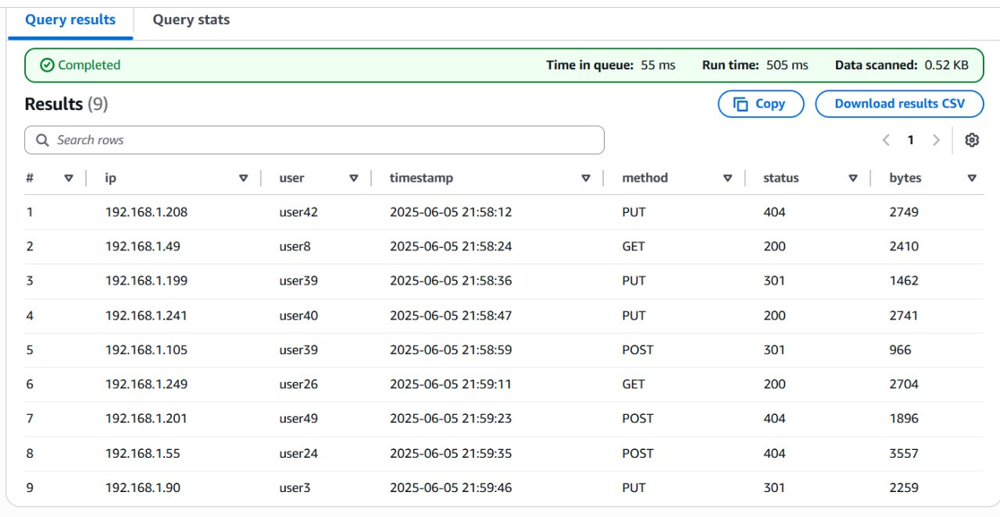 Query results Query stats
Completed Time in queue: 55 ms Run time: 505 ms Data scanned: 0.52 KB
Results (9) Copy Download results CSV
Search rows 1
# ip user timestamp method status bytes
1 192.168.1.208 user42 2025-06-05 21:58:12 PUT 404 2749
2 192.168.1.49 user8 2025-06-05 21:58:24 GET 200 2410
3 192.168.1.199 user39 2025-06-05 21:58:36 PUT 301 1462
4 192.168.1.241 user40 2025-06-05 21:58:47 PUT 200 2741
5 192.168.1.105 user39 2025-06-05 21:58:59 POST 301 966
6 192.168.1.249 user26 2025-06-05 21:59:11 GET 200 2704
7 192.168.1.201 user49 2025-06-05 21:59:23 POST 404 1896
8 192.168.1.55 user24 2025-06-05 21:59:35 POST 404 3557
9 192.168.1.90 user3 2025-06-05 21:59:46 PUT 301 2259